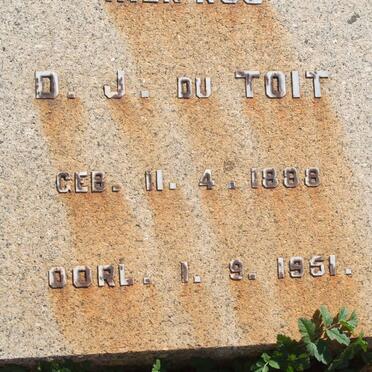 D. J. DU TOIT
GEB. 11. 4. 1888
OORL. 1. 9. 1951.